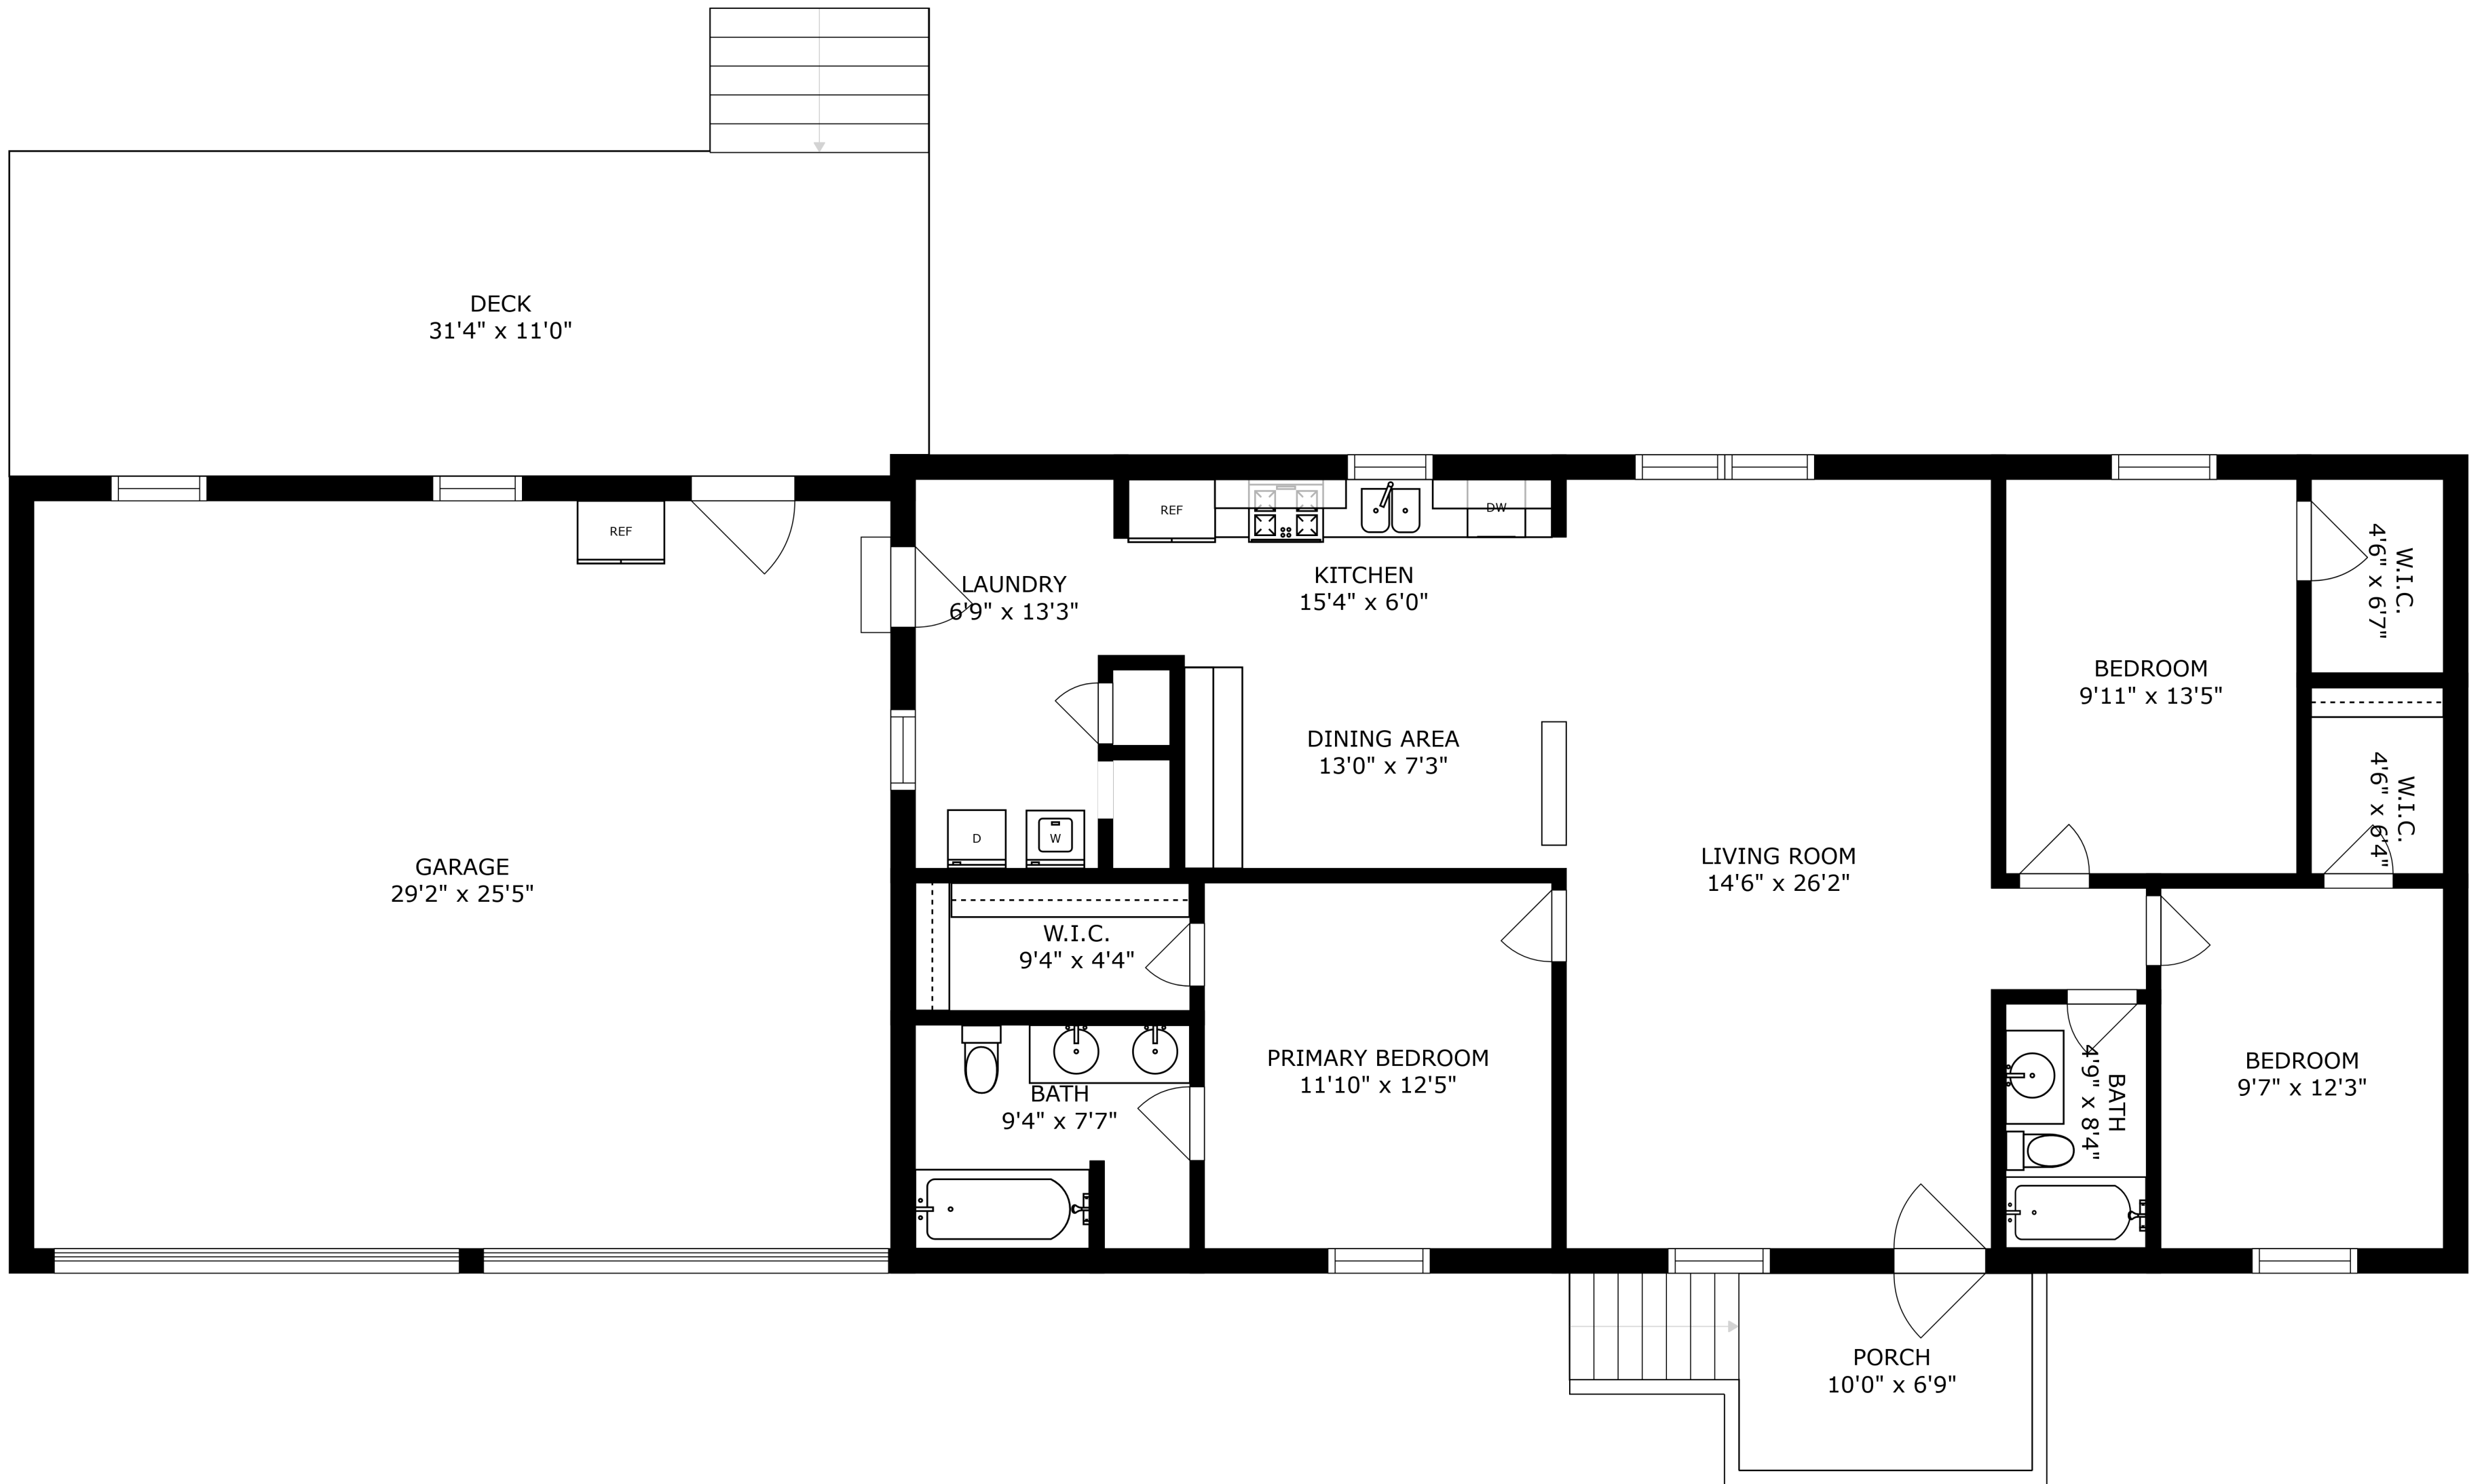 DECK
31'4" x 11'0"
REF
REF
DW
LAUNDRY
6'9" x 13'3"
KITCHEN
15'4" x 6'0"
W.I.C.
4'6" x 6'7"
BEDROOM
9'11" x 13'5"
DINING AREA
13'0" x 7'3"
W.I.C.
4'6" x 6'4"
D
W
GARAGE
29'2" x 25'5"
LIVING ROOM
14'6" x 26'2"
W.I.C.
9'4" x 4'4"
PRIMARY BEDROOM
11'10" x 12'5"
BATH
9'4" x 7'7"
BATH
4'9" x 8'4"
BEDROOM
9'7" x 12'3"
PORCH
10'0" x 6'9"